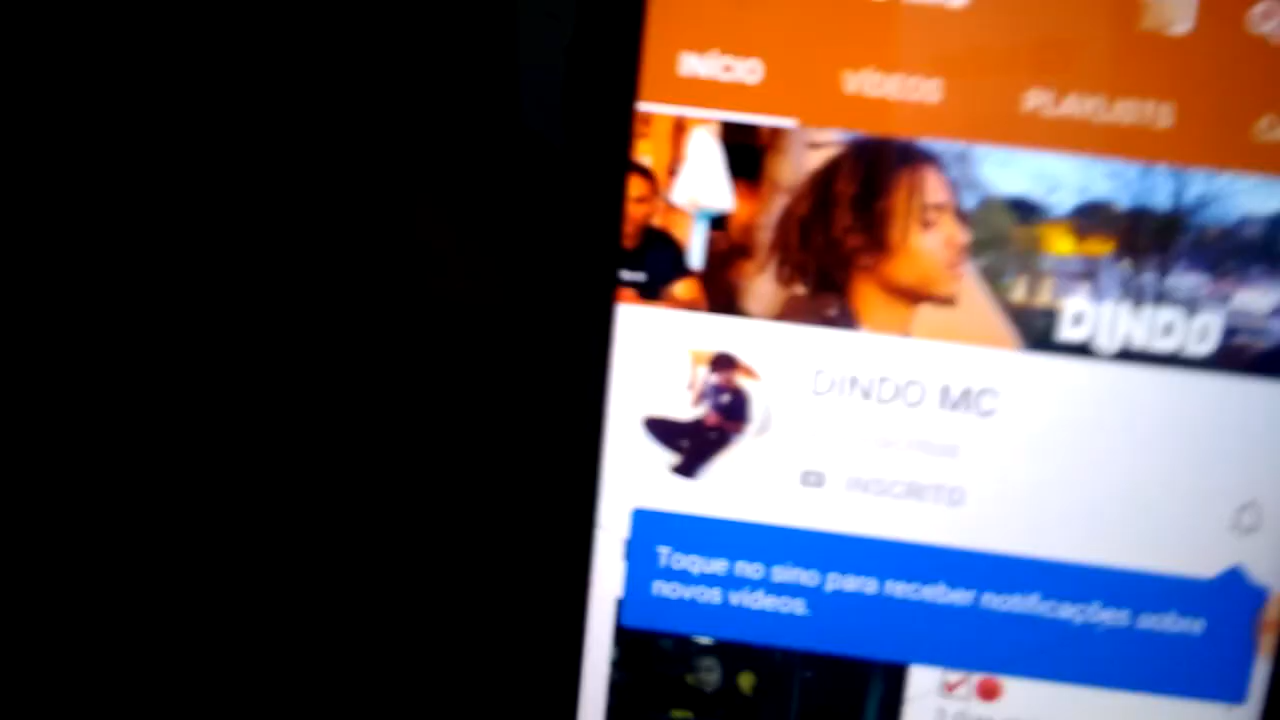 INÍCIO
VÍDEOS
PLAYLISTS
DINDO
DINDO MC
INSCRITO
Toque no sino para receber notificações sobre
novos vídeos.